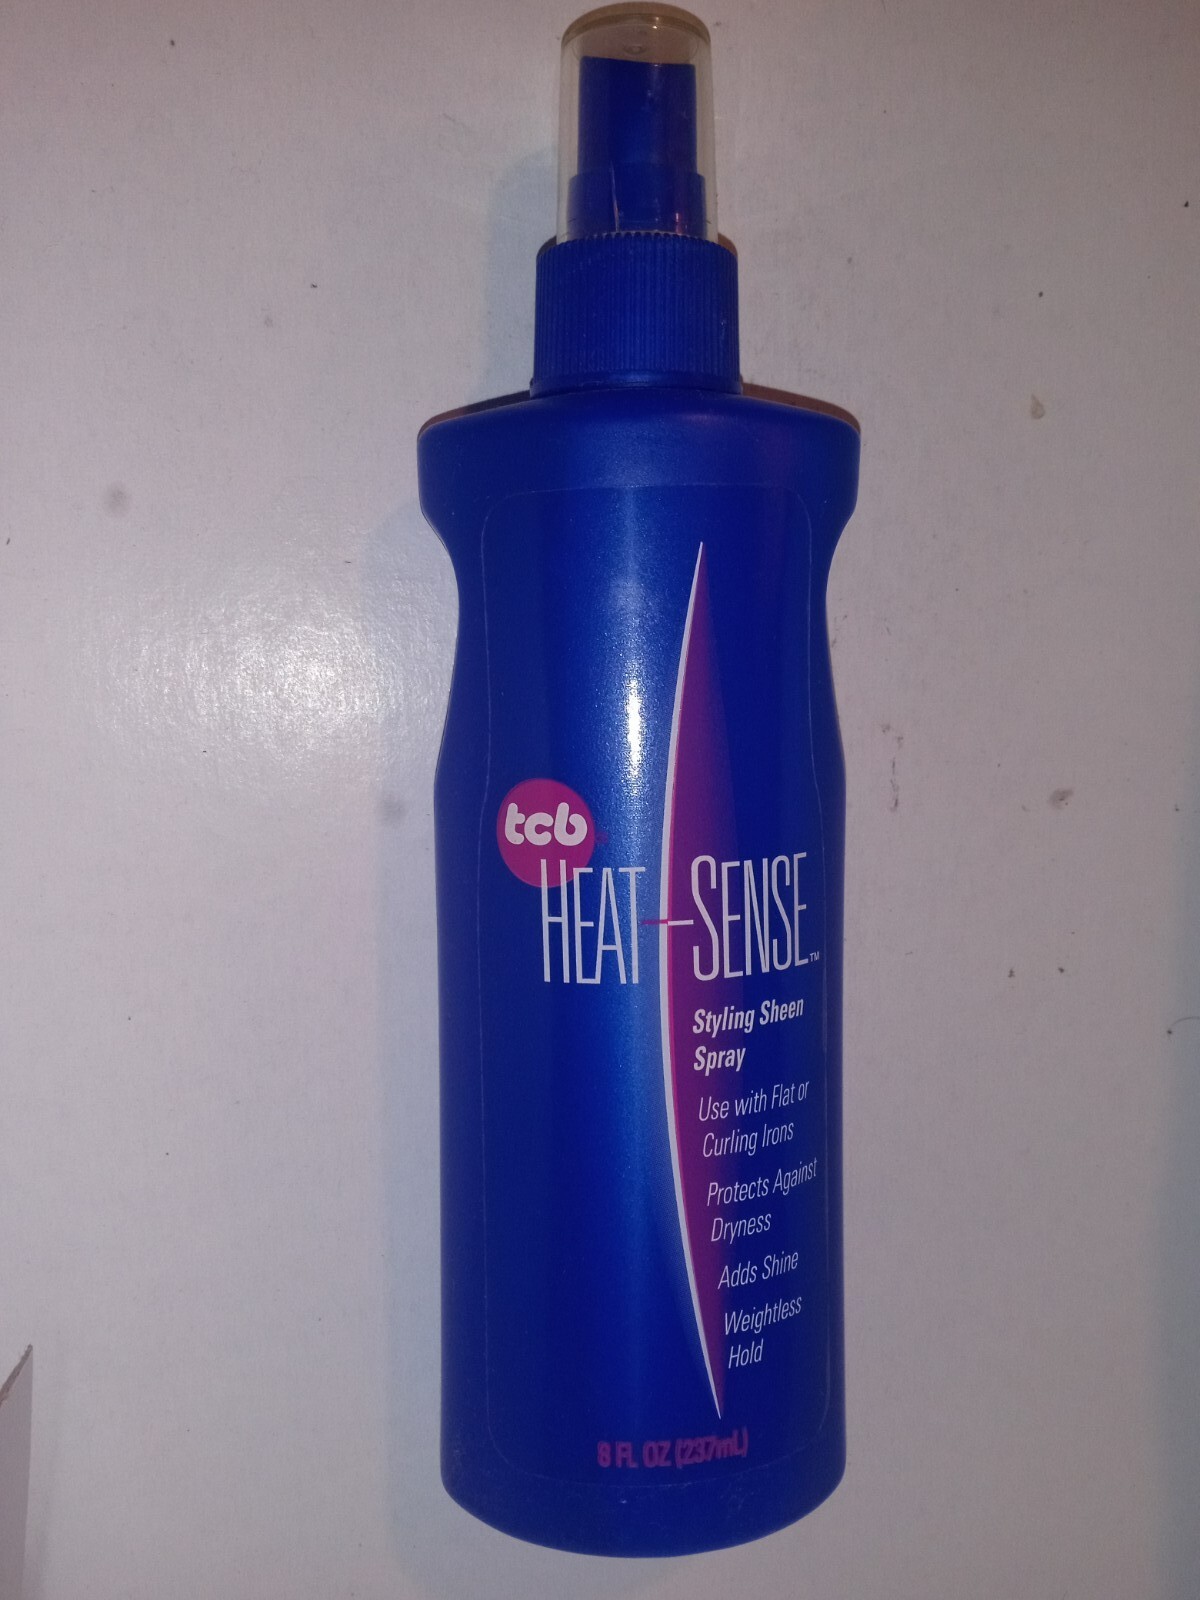 tcb
HEAT-SENSE™
Styling Sheen
Spray
Use with Flat or
Curling Irons
Protects Against
Dryness
Adds Shine
Weightless
Hold
8 FL OZ (237mL)